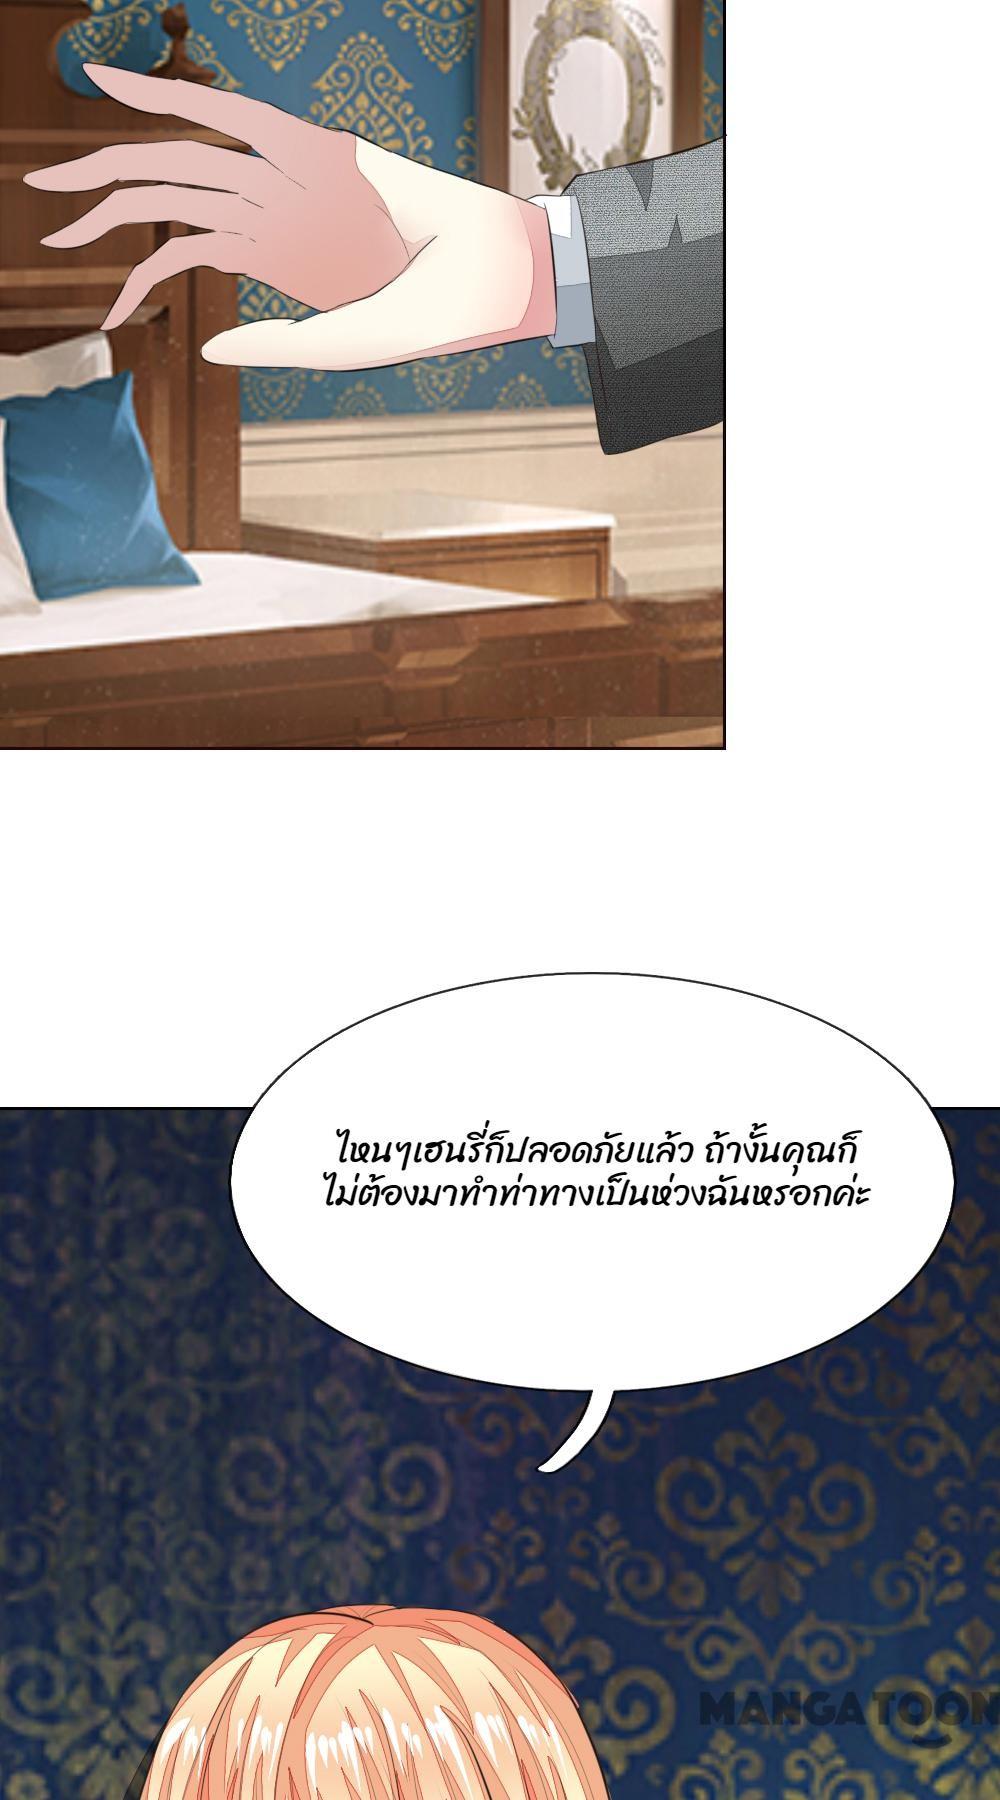 ไหนๆเฮนรี่ก็ปลอดภัยแล้ว ถ้างั้นคุณก็
ไม่ต้องมาทำท่าทางเป็นห่วงฉันหรอกค่ะ
MANGATOON